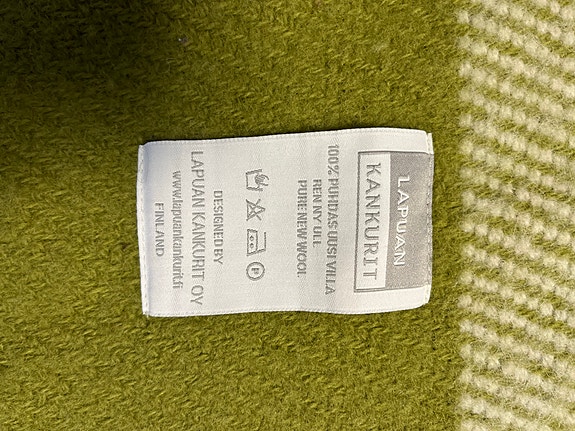 LAPUAN
KANKURIT
100% PUHDAS UUSI VILLA
REN NY ULL
PURE NEW WOOL
P
DESIGNED BY
LAPUAN KANKURIT OY
www.lapuankankurit.fi
FINLAND